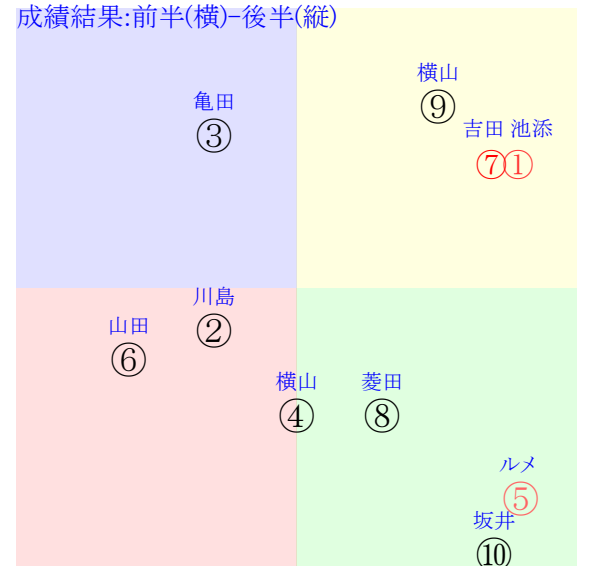 成績結果:前半(横)-後半(縦)
横山
⑨
亀田
③
吉田 池添
⑦①
川島
②
山田
⑥
横山 菱田
④ ⑧
ルメ
⑤
坂井
⑩